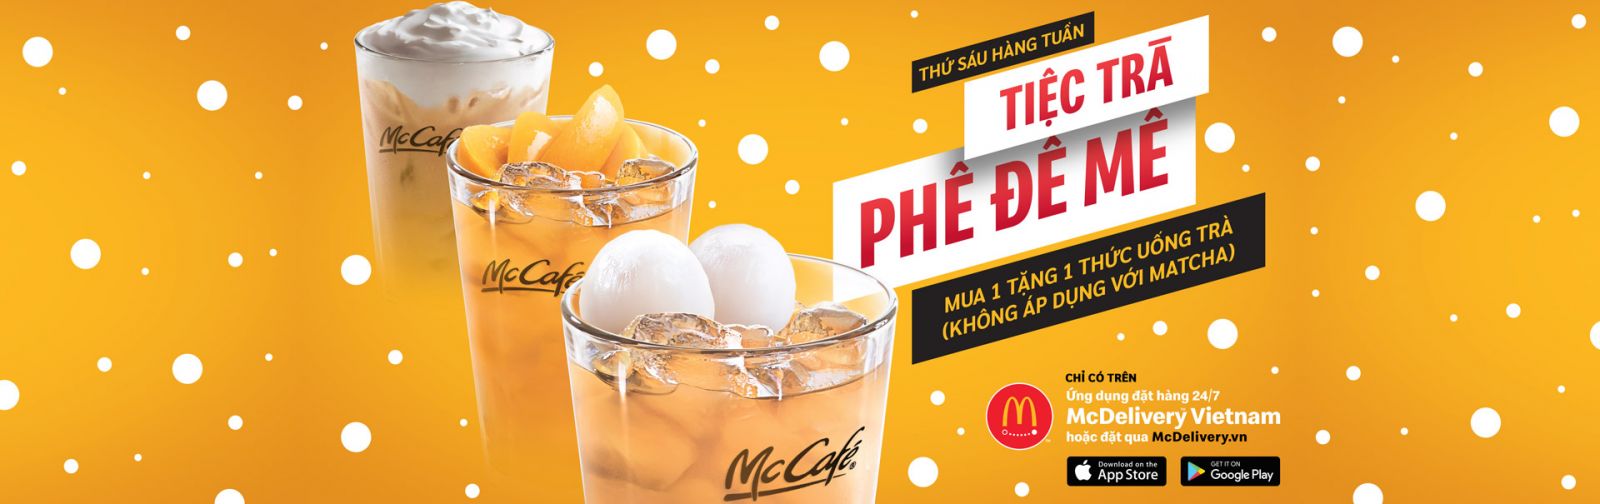 THỨ SÁU HÀNG TUẦN
TIỆC TRÀ
PHÊ ĐÊ MÊ
MUA 1 TẶNG 1 THỨC UỐNG TRÀ
(KHÔNG ÁP DỤNG VỚI MATCHA)
McCafé
McCafé
McCafé®
CHỈ CÓ TRÊN
Ứng dụng đặt hàng 24/7
McDelivery™ Vietnam
hoặc đặt qua McDelivery.vn
Download on the
App Store
GET IT ON
Google Play